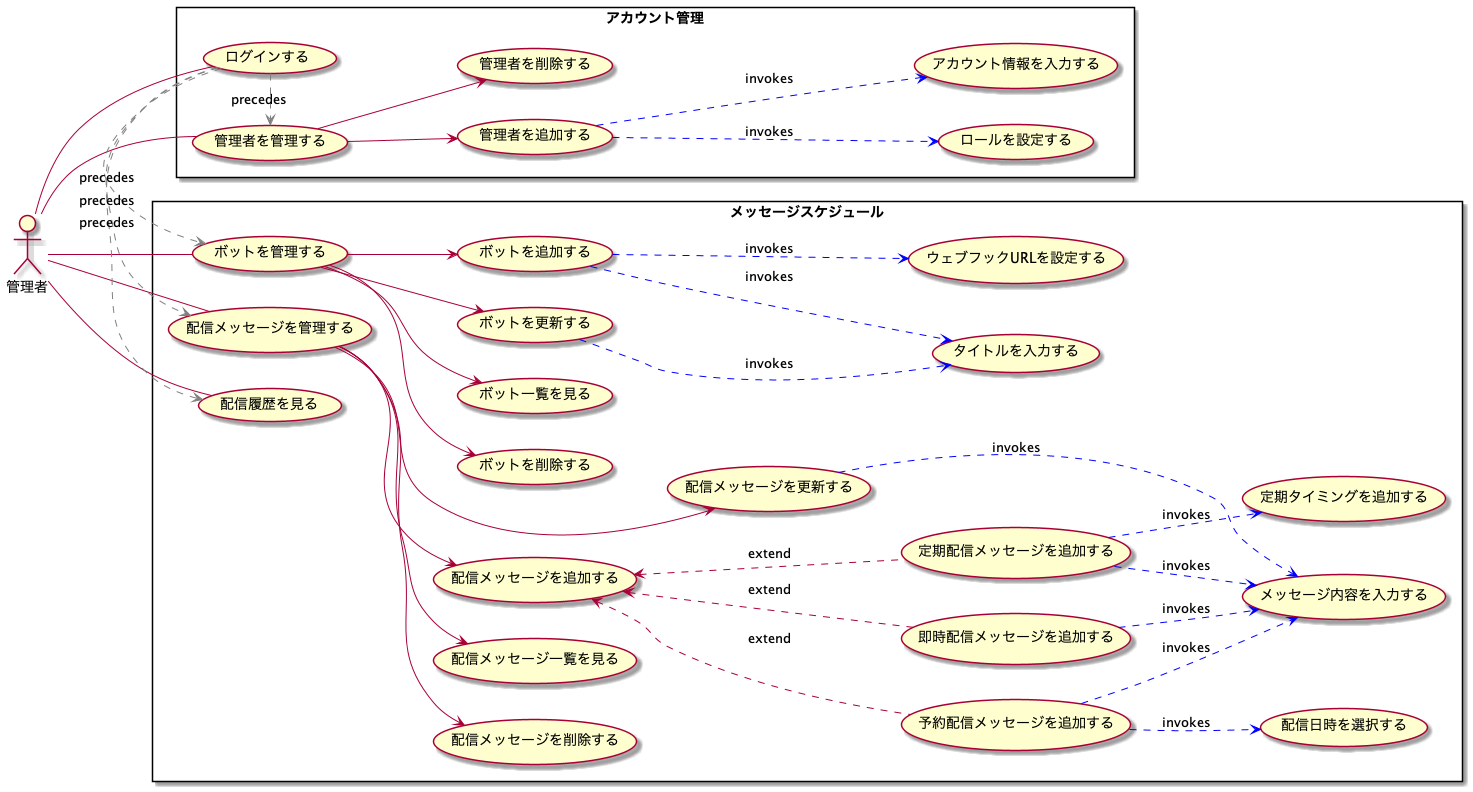 アカウント管理
ログインする
管理者を削除する
アカウント情報を入力する
invokes
precedes
管理者を管理する
管理者を追加する
invokes
ロールを設定する
precedes
precedes
precedes
メッセージスケジュール
管理者
ボットを管理する
ボットを追加する
invokes
ウェブフックURLを設定する
invokes
配信メッセージを管理する
ボットを更新する
タイトルを入力する
invokes
配信履歴を見る
ボット一覧を見る
ボットを削除する
invokes
配信メッセージを更新する
定期タイミングを追加する
invokes
配信メッセージを追加する
extend
定期配信メッセージを追加する
invokes
extend
メッセージ内容を入力する
invokes
extend
即時配信メッセージを追加する
invokes
配信メッセージ一覧を見る
予約配信メッセージを追加する
invokes
配信日時を選択する
配信メッセージを削除する